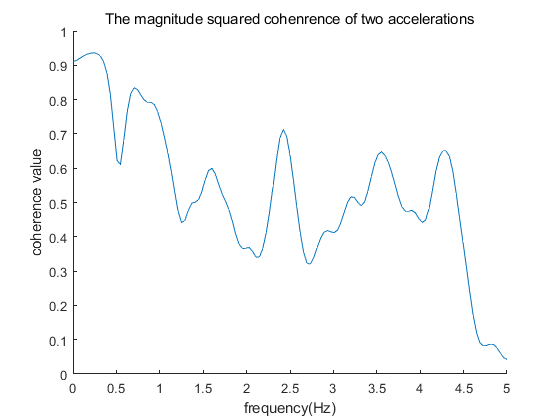 The magnitude squared cohenrence of two accelerations
1
0.9
0.8
0.7
0.6
0.5
0.4
0.3
0.2
0.1
0
coherence value
0 0.5 1 1.5 2 2.5 3 3.5 4 4.5 5
frequency(Hz)